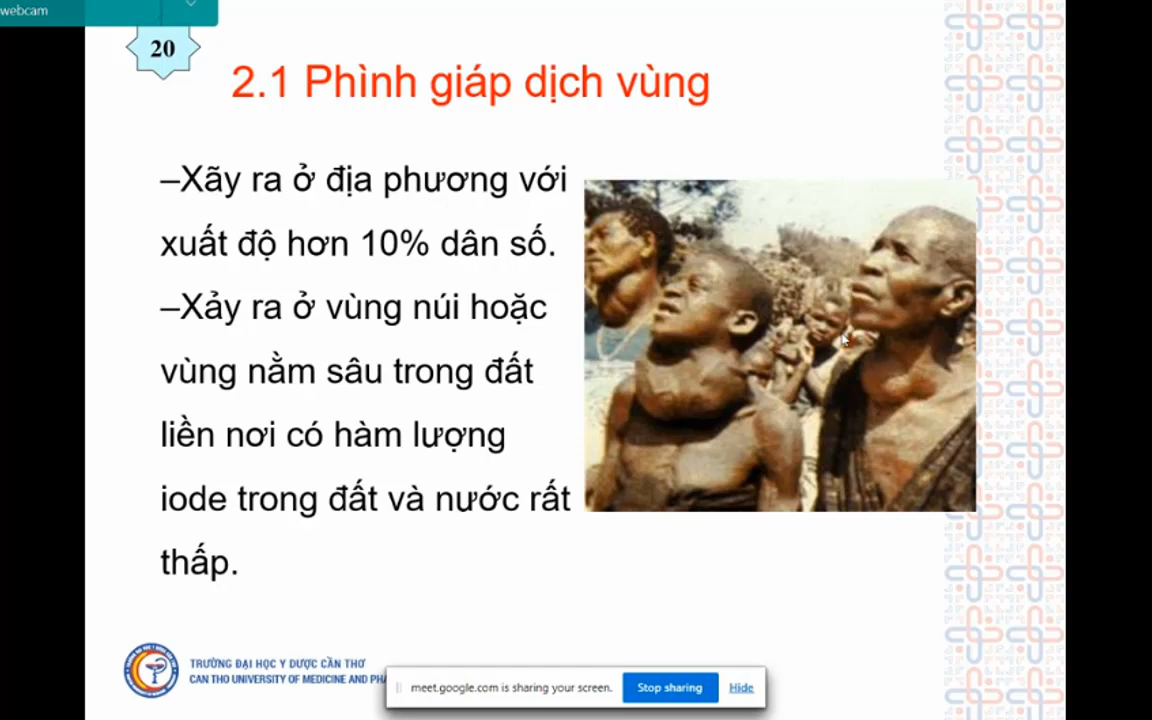 webcam
20
2.1 Phình giáp dịch vùng
–Xãy ra ở địa phương với
xuất độ hơn 10% dân số.
–Xảy ra ở vùng núi hoặc
vùng nằm sâu trong đất
liền nơi có hàm lượng
iode trong đất và nước rất
thấp.
TRƯỜNG ĐẠI HỌC Y DƯỢC CẦN THƠ
CAN THO UNIVERSITY OF MEDICINE AND
meet.google.com is sharing your screen.
Stop sharing
Hide